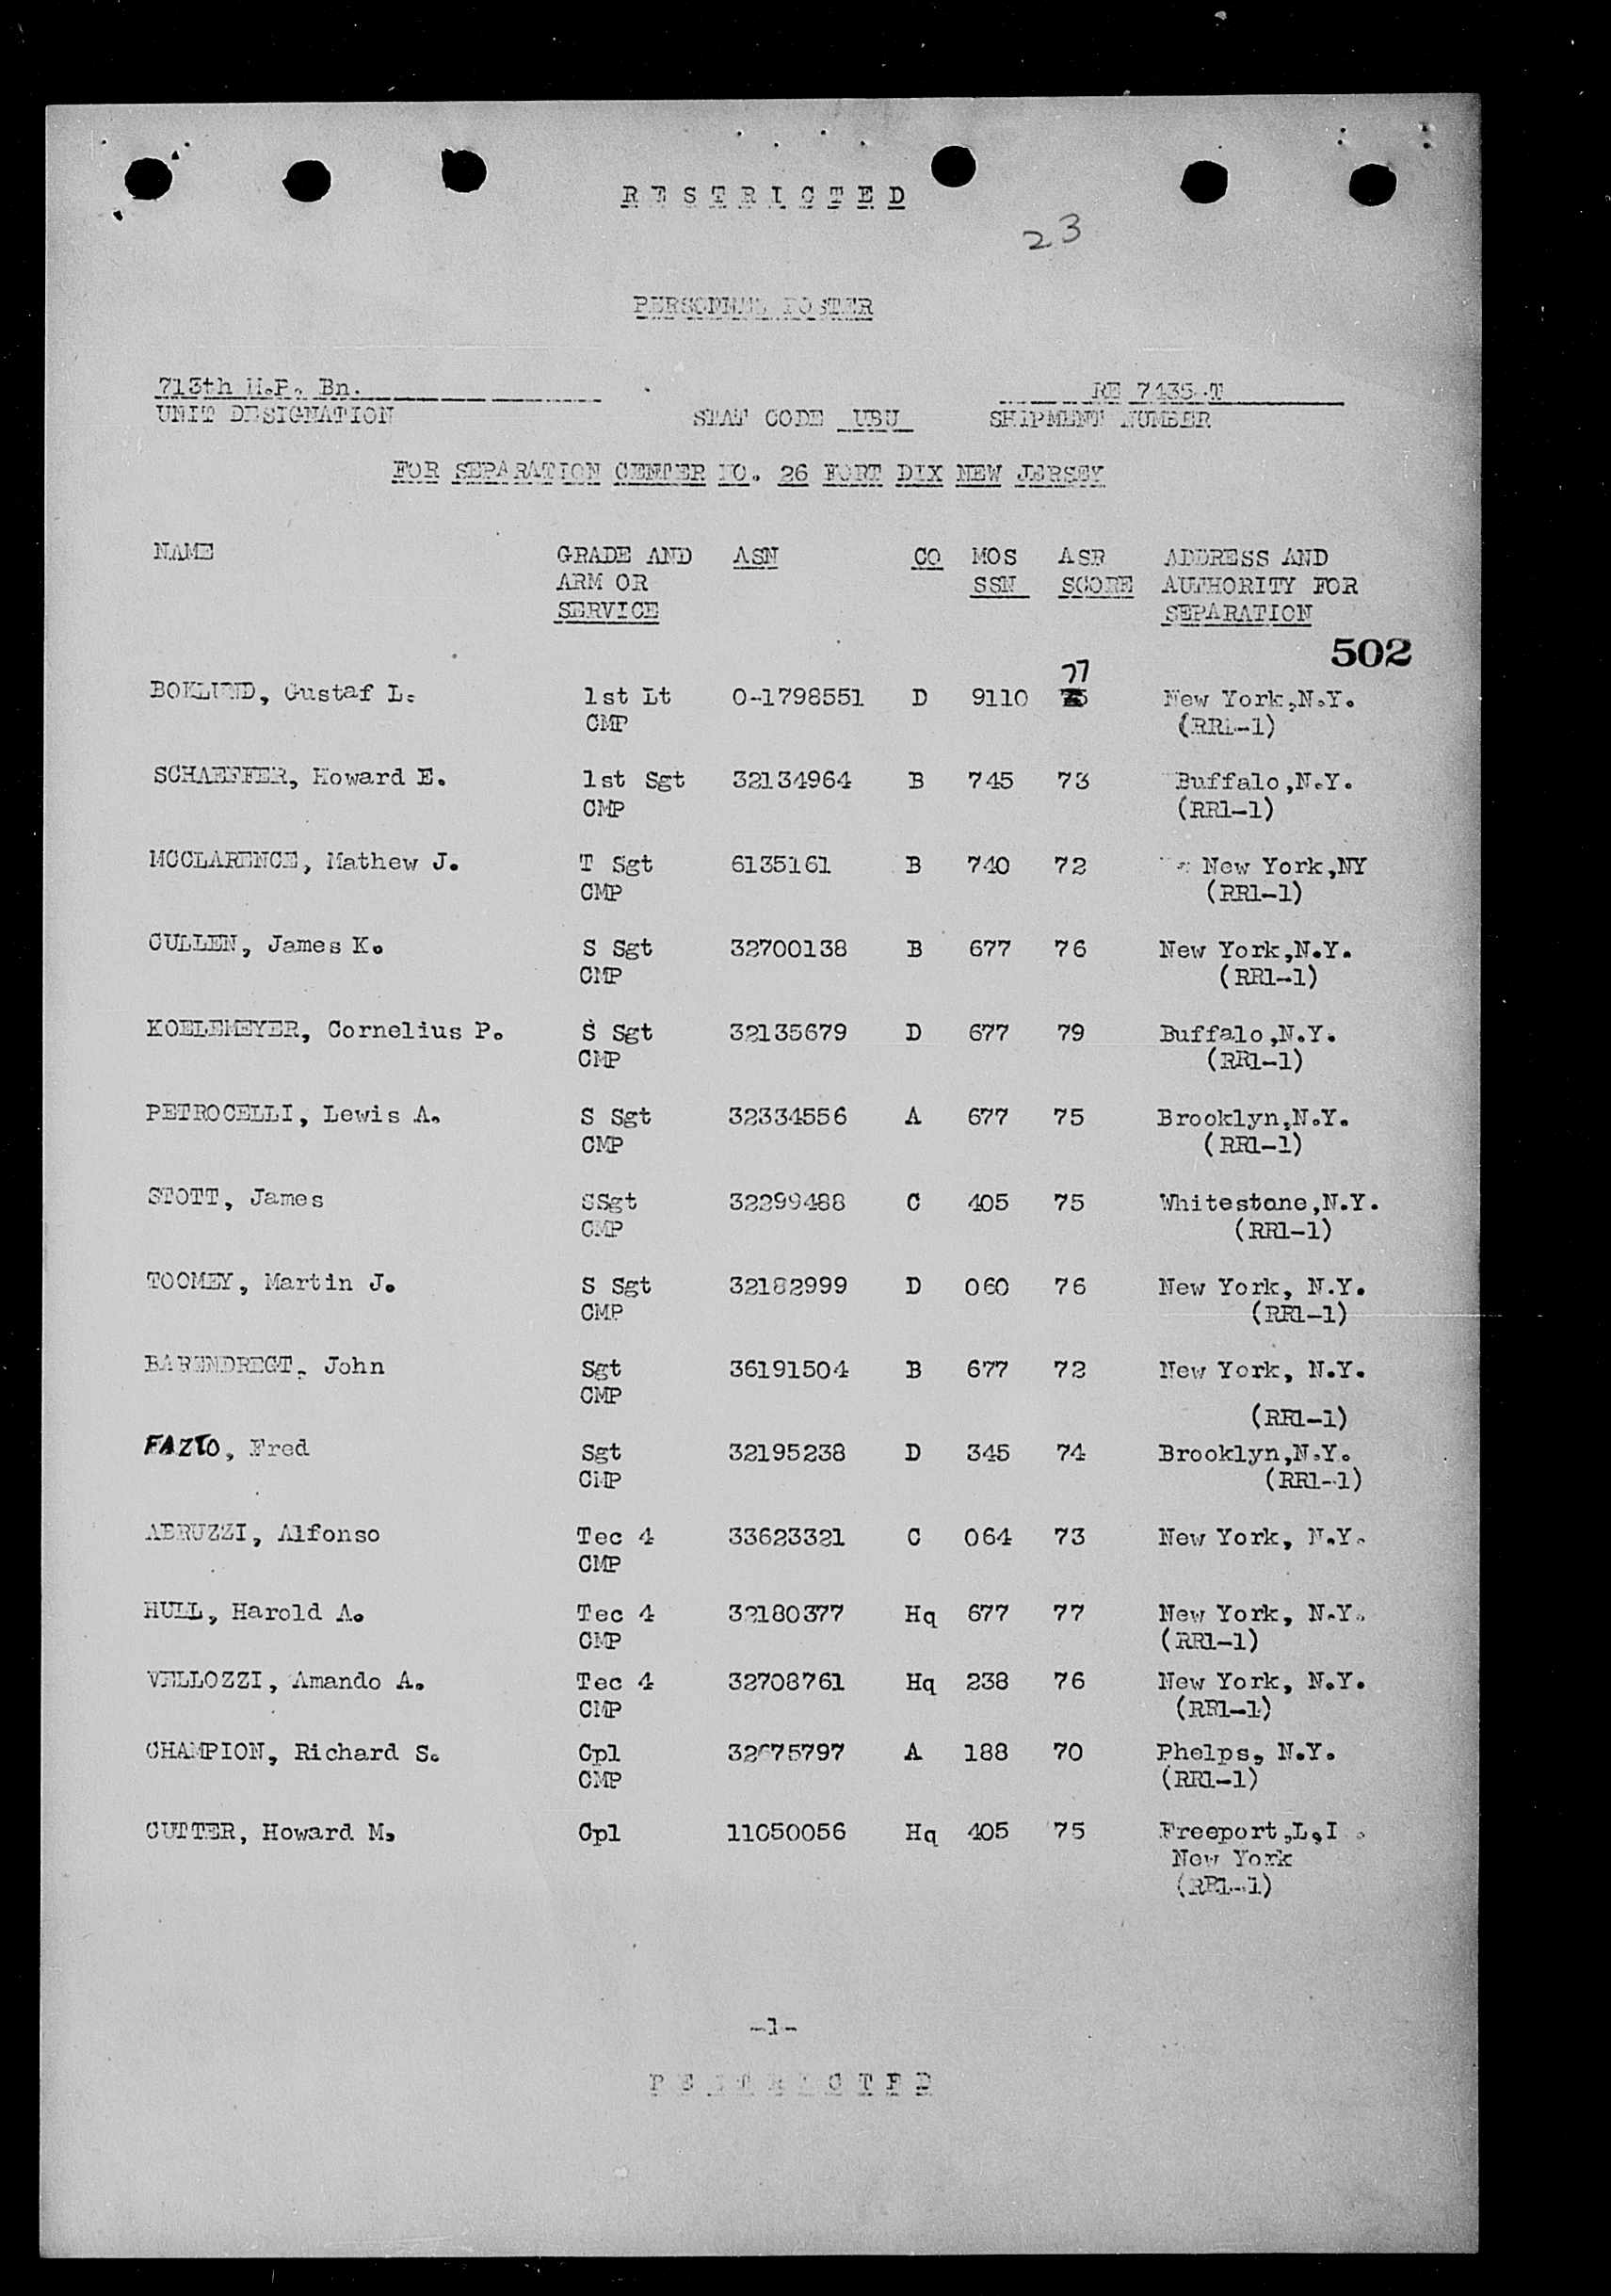 RESTRICTED
23
PERSONNEL ROSTER
713th M.P. Bn. RE 7435-T
UNIT DESIGNATION STAT CODE UBU SHIPMENT NUMBER
FOR SEPARATION CENTER NO. 26 FORT DIX NEW JERSEY
NAME GRADE AND ASN CO MOS ASR ADDRESS AND
ARM OR SSN SCORE AUTHORITY FOR
SERVICE SEPARATION
502
77
BOKLUND, Gustaf L. 1st Lt O-1798551 D 9110 New York,N.Y.
CMP (RR1-1)
SCHAEFFER, Howard E. 1st Sgt 32134964 B 745 73 Buffalo,N.Y.
CMP (RR1-1)
MCCLARENCE, Mathew J. T Sgt 6135161 B 740 72 New York,NY
CMP (RR1-1)
CULLEN, James K. S Sgt 32700138 B 677 76 New York,N.Y.
CMP (RR1-1)
KOELEMEYER, Cornelius P. S Sgt 32135679 D 677 79 Buffalo,N.Y.
CMP (RR1-1)
PETROCELLI, Lewis A. S Sgt 32334556 A 677 75 Brooklyn,N.Y.
CMP (RR1-1)
STOTT, James SSgt 32299488 C 405 75 Whitestone,N.Y.
CMP (RR1-1)
TOOMEY, Martin J. S Sgt 32182999 D 060 76 New York, N.Y.
CMP (RR1-1)
BARENDREGT, John Sgt 36191504 B 677 72 New York, N.Y.
CMP
(RR1-1)
FAZIO, Fred Sgt 32195238 D 345 74 Brooklyn,N.Y.
CMP (RR1-1)
ABRUZZI, Alfonso Tec 4 33623321 C 064 73 New York, N.Y.
CMP
HULL, Harold A. Tec 4 32180377 Hq 677 77 New York, N.Y.
CMP (RR1-1)
VELLOZZI, Amando A. Tec 4 32708761 Hq 238 76 New York, N.Y.
CMP (RR1-1)
CHAMPION, Richard S. Cpl A 188 70 Phelps, N.Y.
CMP (RR1-1)
CUTTER, Howard M. Cpl 11050056 Hq 405 75 Freeport,L,I.
New York
(RR1-1)
-1-
RESTRICTED